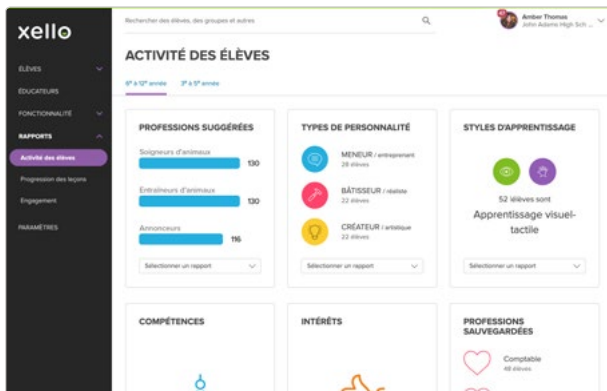 xello
Rechercher des élèves, des groupes et autres
Amber Thomas
John Adams High Sch ...
ÉLÈVES
ÉDUCATEURS
FONCTIONNALITÉ
RAPPORTS
Activité des élèves
Progression des leçons
Engagement
PARAMÈTRES
ACTIVITÉ DES ÉLÈVES
6e à 12e année 3e à 5e année
PROFESSIONS SUGGÉRÉES
Soigneurs d'animaux
130
Entraîneurs d'animaux
130
Annonceurs
116
Sélectionner un rapport
TYPES DE PERSONNALITÉ
MENEUR / entreprenant
28 élèves
BÂTISSEUR / réaliste
22 élèves
CRÉATEUR / artistique
22 élèves
Sélectionner un rapport
STYLES D'APPRENTISSAGE
52 élèves sont
Apprentissage visuel-
tactile
Sélectionner un rapport
COMPÉTENCES
INTÉRÊTS
PROFESSIONS
SAUVEGARDÉES
Comptable
48 élèves